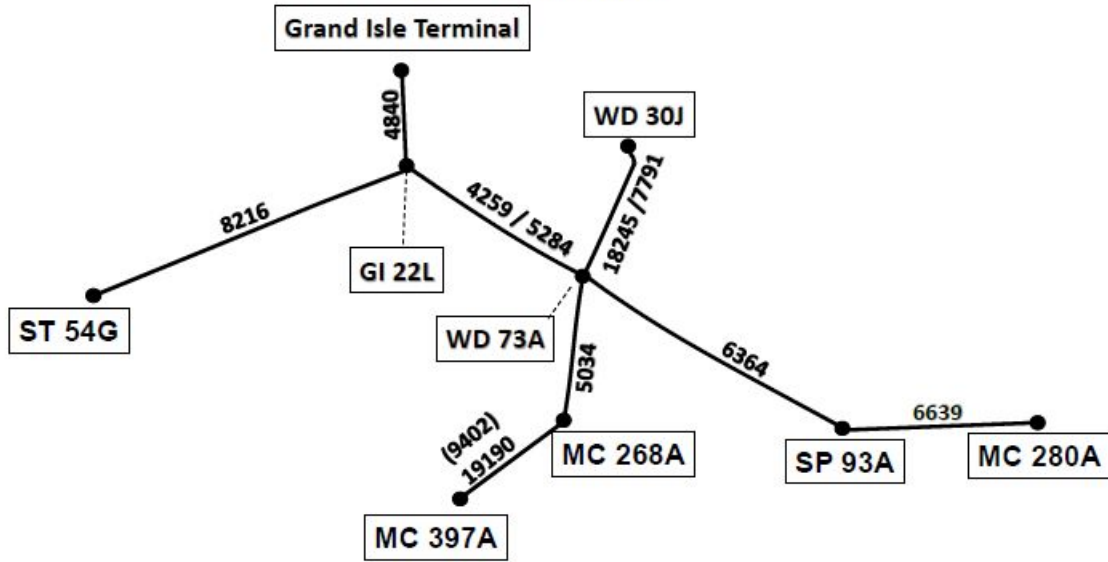 Grand Isle Terminal
4840
WD 30J
8216
4259 / 5284
18245 /7791
GI 22L
ST 54G
WD 73A
5034
6364
6639
(9402)
19190
MC 268A
SP 93A
MC 280A
MC 397A